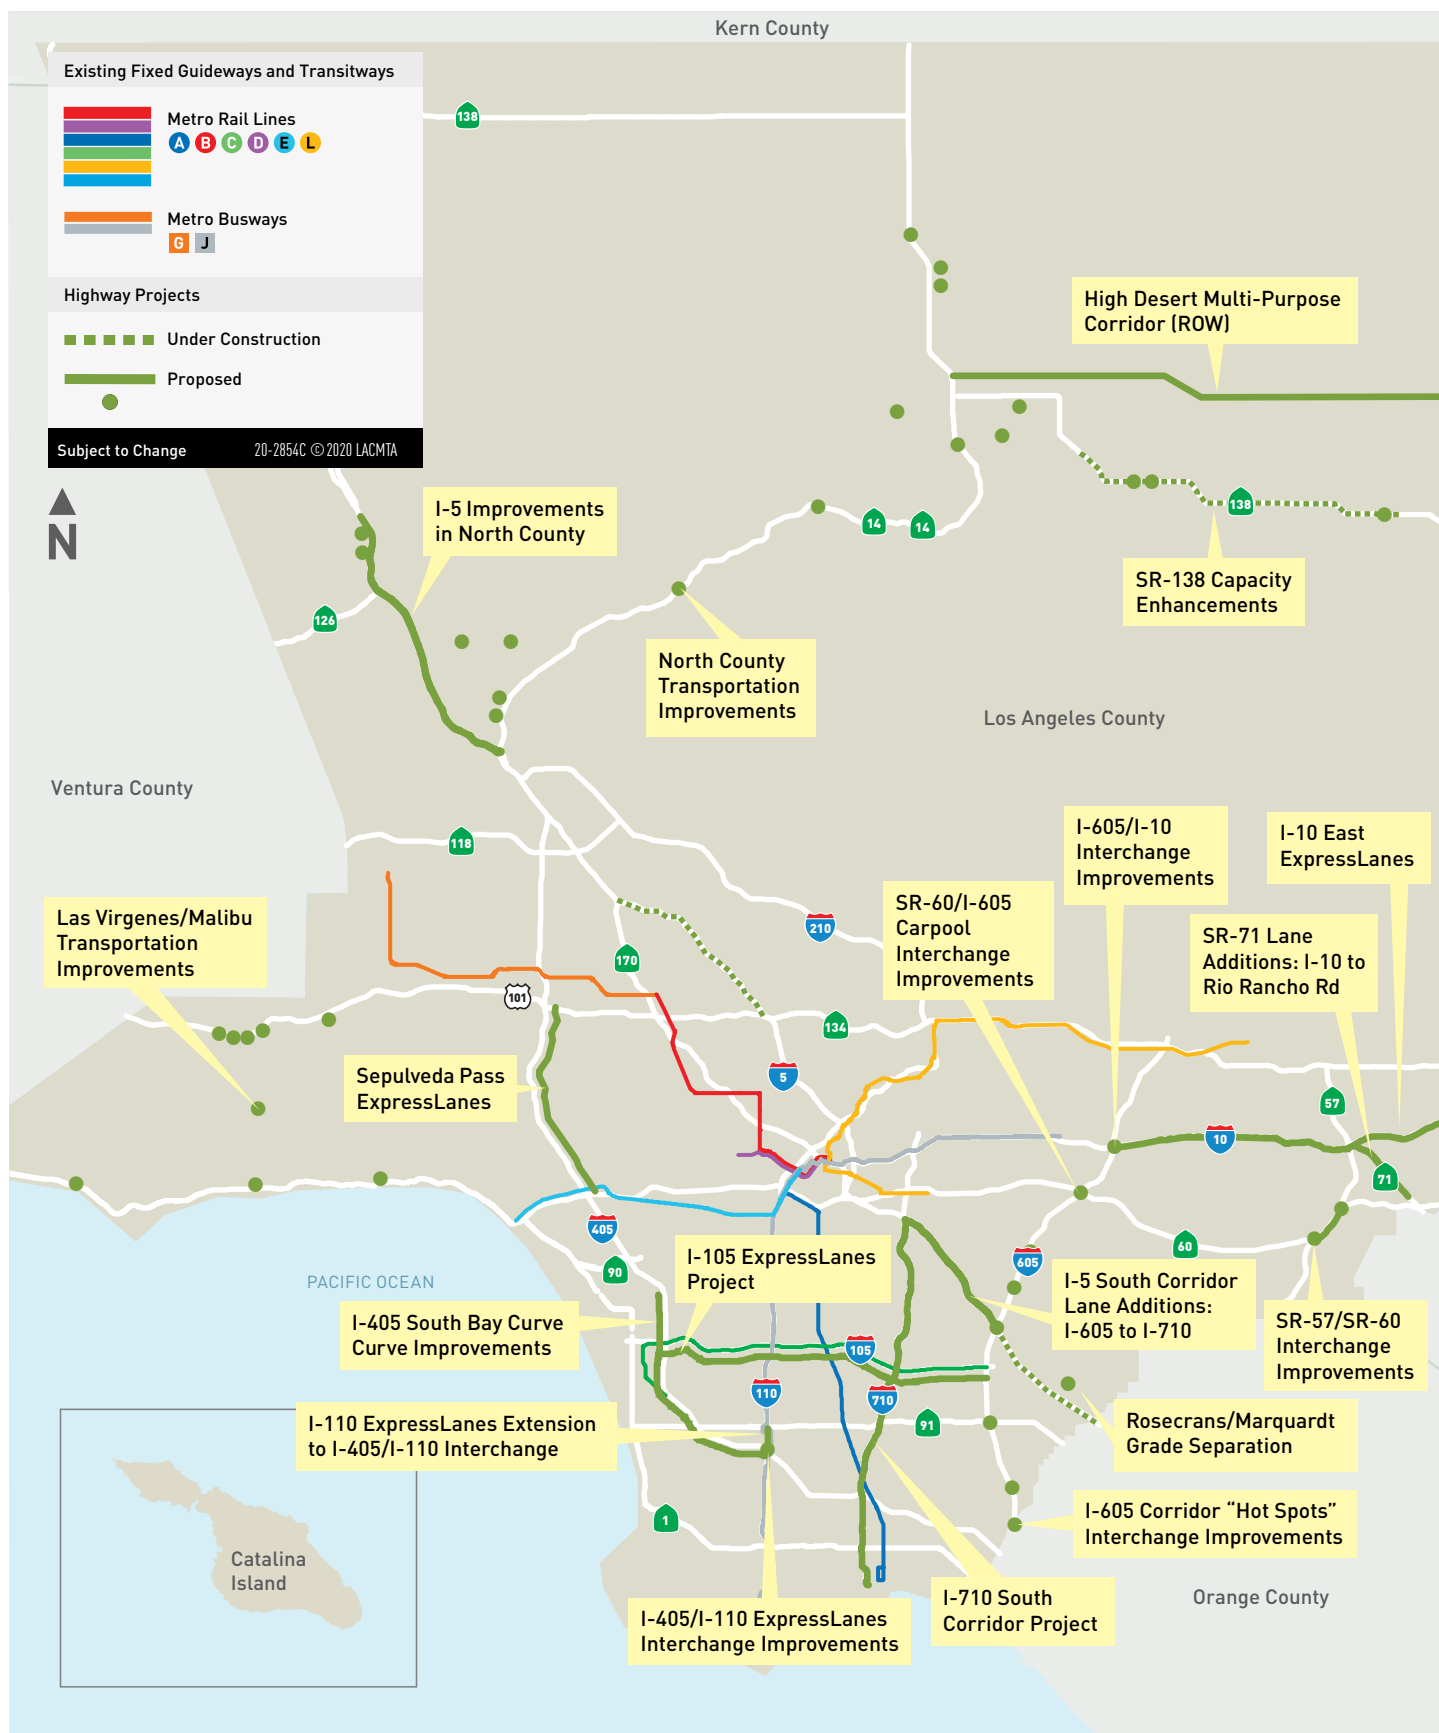 Kern County
Existing Fixed Guideways and Transitways
Metro Rail Lines
A B C D E L
Metro Busways
G J
Highway Projects
Under Construction
Proposed
Subject to Change 20-2854C © 2020 LACMTA
N
138
High Desert Multi-Purpose
Corridor (ROW)
I-5 Improvements
in North County
14
14
138
SR-138 Capacity
Enhancements
126
North County
Transportation
Improvements
Los Angeles County
Ventura County
118
I-605/I-10
Interchange
Improvements
I-10 East
ExpressLanes
Las Virgenes/Malibu
Transportation
Improvements
SR-60/I-605
Carpool
Interchange
Improvements
SR-71 Lane
Additions: I-10 to
Rio Rancho Rd
210
170
101
134
5
Sepulveda Pass
ExpressLanes
57
10
71
405
90
60
605
PACIFIC OCEAN
I-105 ExpressLanes
Project
I-5 South Corridor
Lane Additions:
I-605 to I-710
I-405 South Bay Curve
Curve Improvements
SR-57/SR-60
Interchange
Improvements
105
110
710
91
I-110 ExpressLanes Extension
to I-405/I-110 Interchange
Rosecrans/Marquardt
Grade Separation
1
I-605 Corridor “Hot Spots”
Interchange Improvements
Catalina
Island
I-405/I-110 ExpressLanes
Interchange Improvements
I-710 South
Corridor Project
Orange County